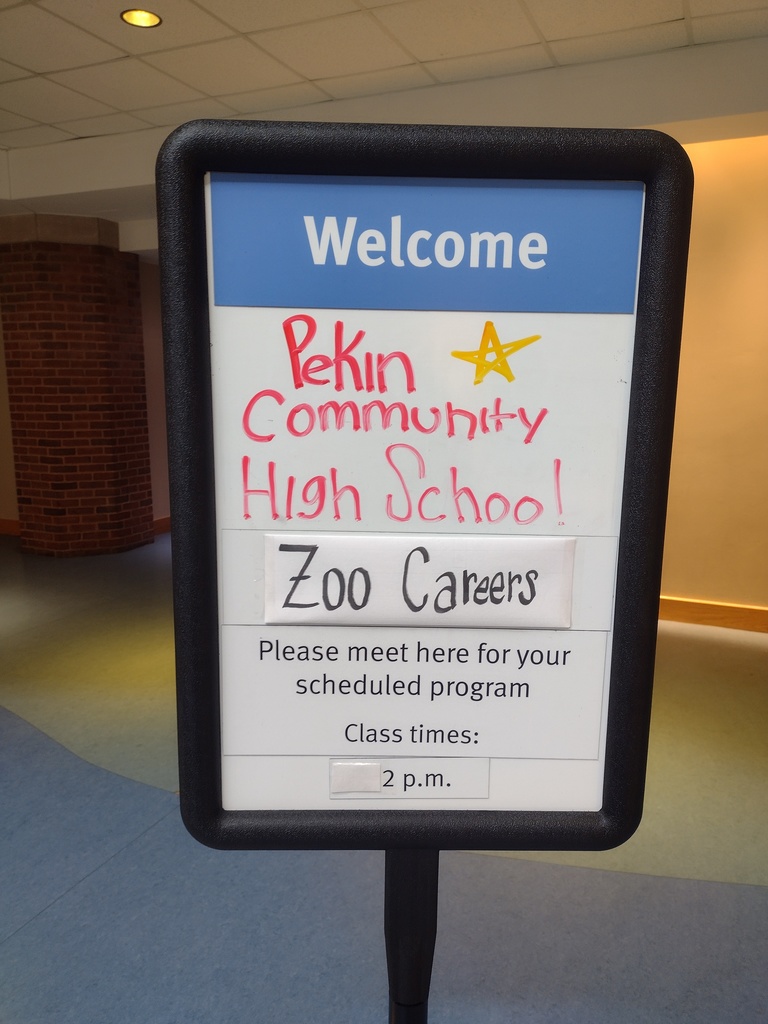 Welcome
Pekin
Community
High School!
Zoo Careers
Please meet here for your
scheduled program
Class times:
2 p.m.